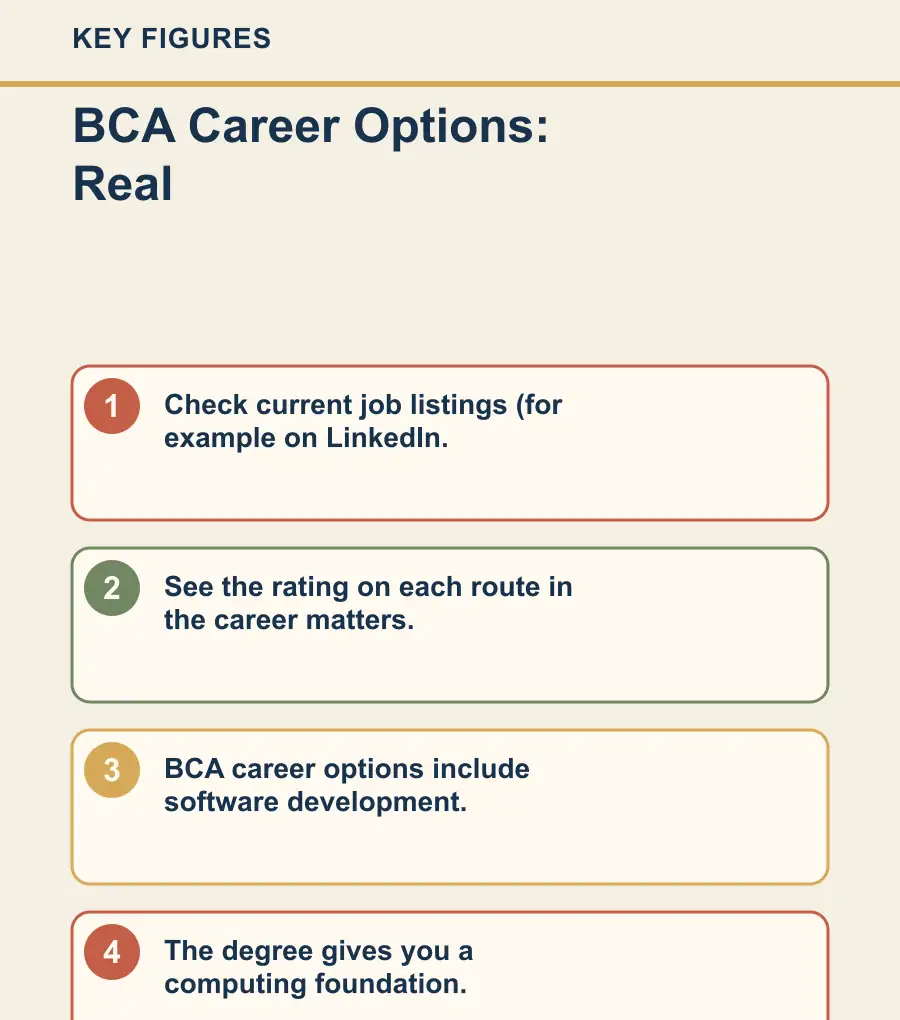 KEY FIGURES
BCA Career Options:
Real
1
Check current job listings (for
example on LinkedIn.
2
See the rating on each route in
the career matters.
3
BCA career options include
software development.
4
The degree gives you a
computing foundation.